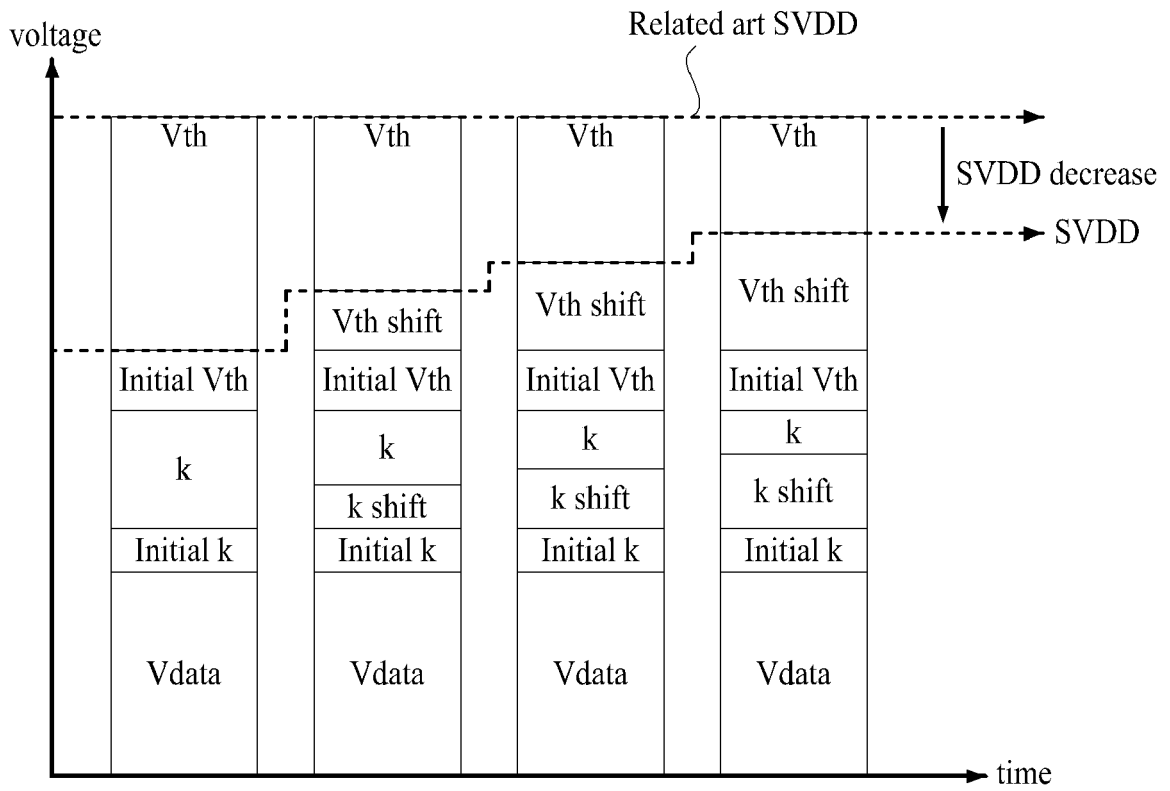 Related art SVDD
voltage
Vth
Vth
Vth
Vth
SVDD decrease
SVDD
Vth shift
Vth shift
Vth shift
Initial Vth
Initial Vth
Initial Vth
Initial Vth
k
k
k
k
k shift
k shift
k shift
Initial k
Initial k
Initial k
Initial k
Vdata
Vdata
Vdata
Vdata
time